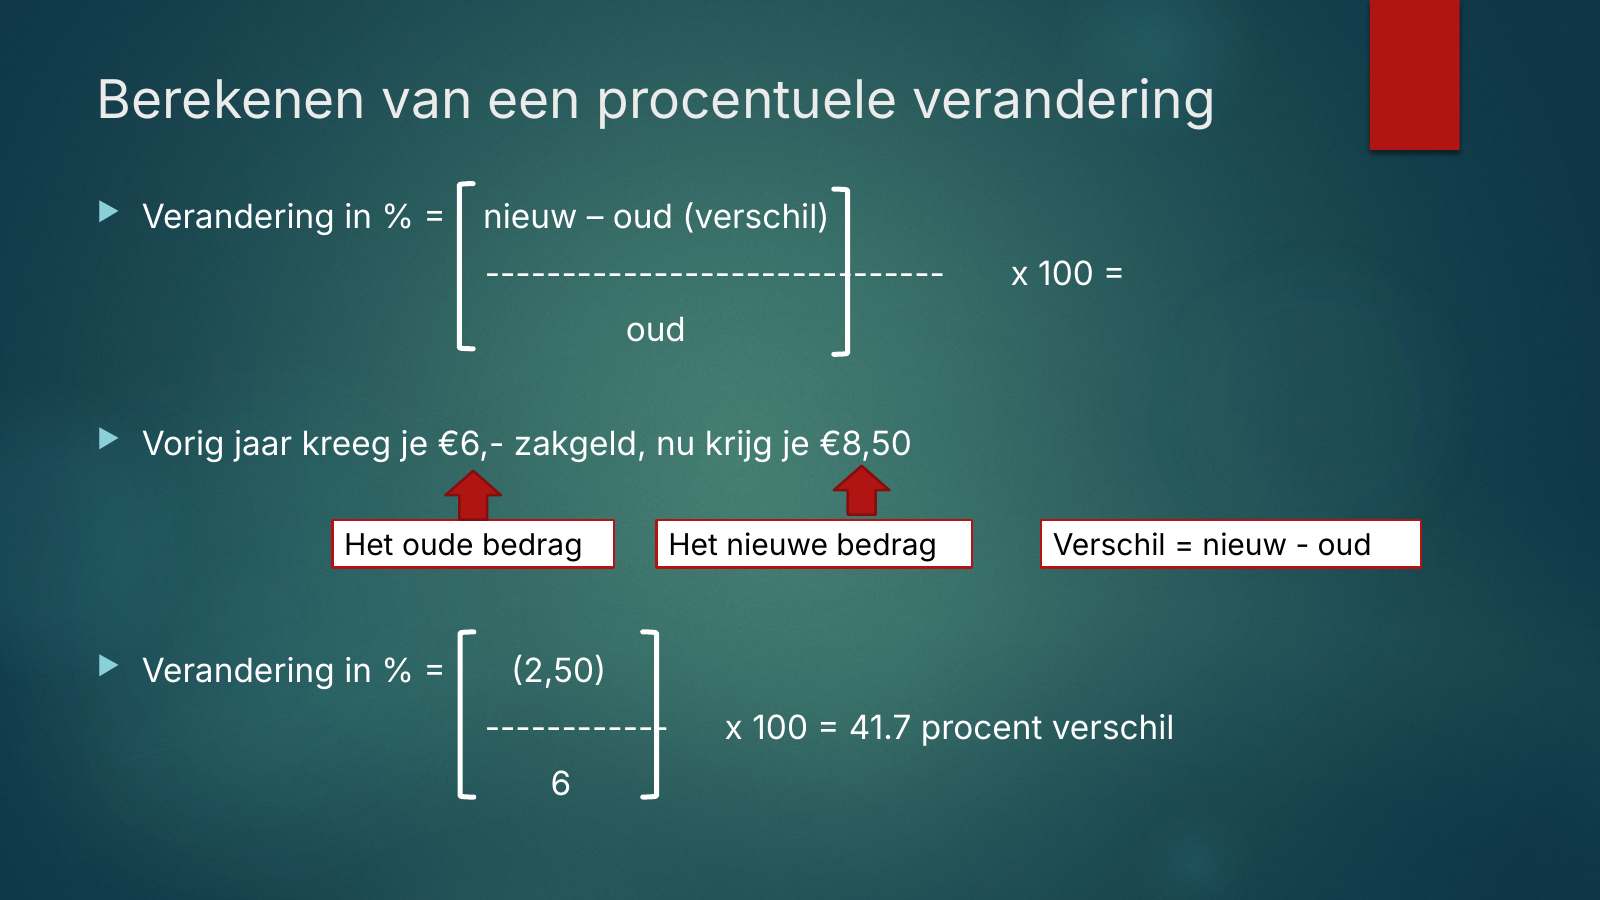 Berekenen van een procentuele verandering
Verandering in % = nieuw – oud (verschil)
------------------------------ x 100 =
oud
Vorig jaar kreeg je €6,- zakgeld, nu krijg je €8,50
Het oude bedrag Het nieuwe bedrag Verschil = nieuw - oud
Verandering in % = (2,50)
------------ x 100 = 41.7 procent verschil
6